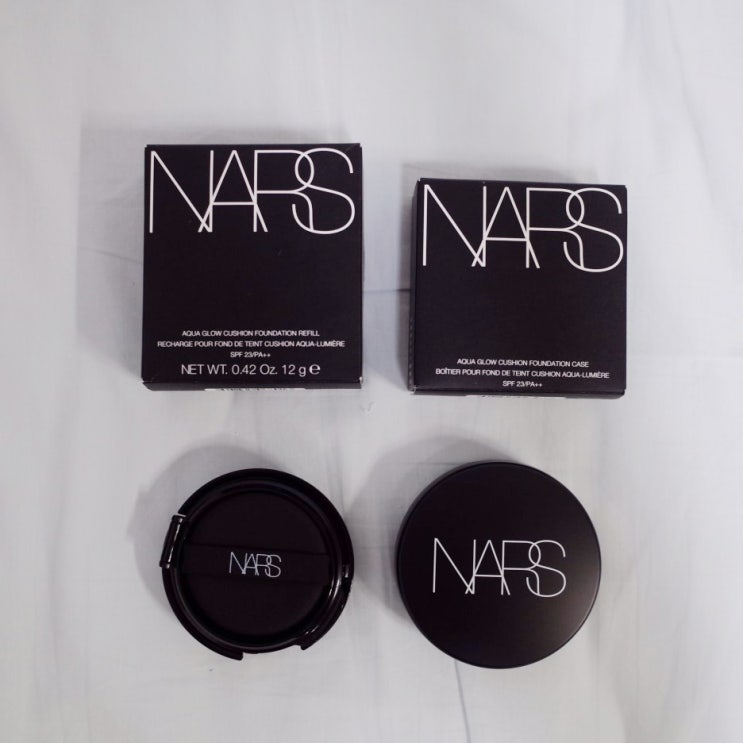 NARS
AQUA GLOW CUSHION FOUNDATION REFILL
RECHARGE POUR FOND DE TEINT CUSHION AQUA-LUMIÈRE
SPF 23/PA++
NET WT. 0.42 Oz. 12 g ℮
NARS
AQUA GLOW CUSHION FOUNDATION CASE
BOÎTIER POUR FOND DE TEINT CUSHION AQUA-LUMIÈRE
SPF 23/PA++
NARS
NARS